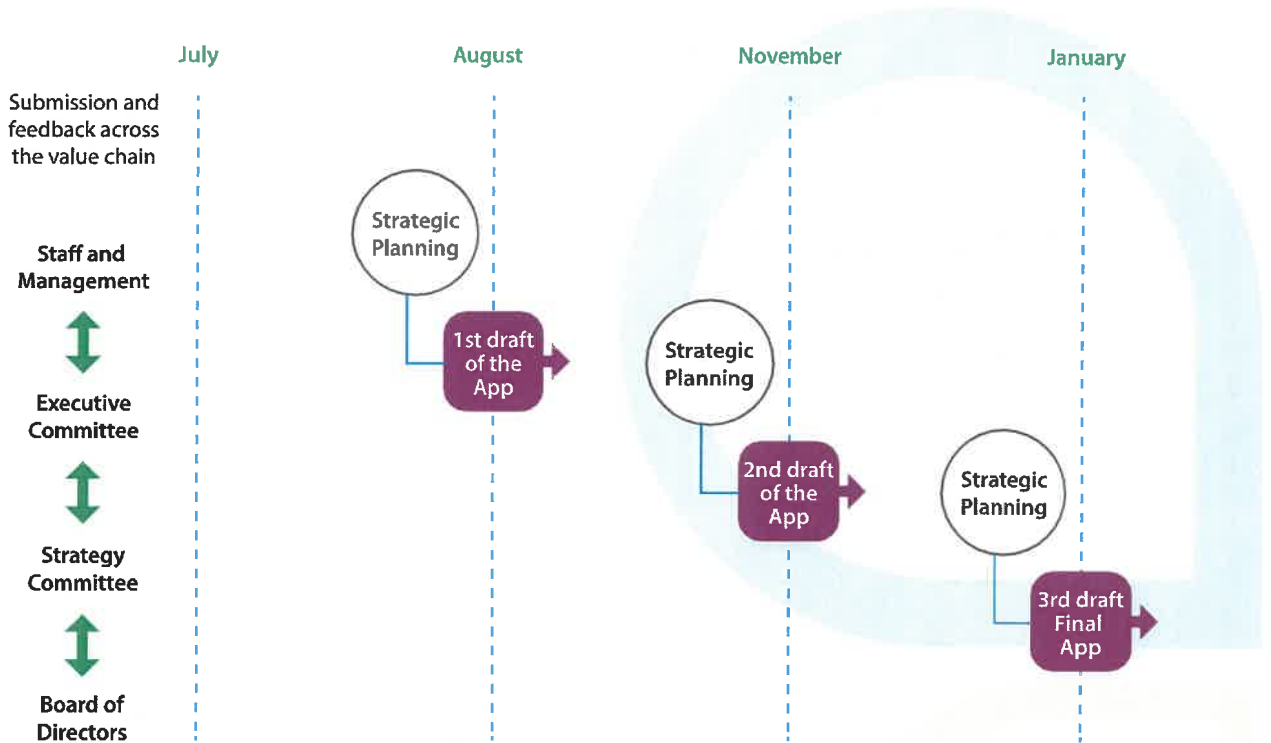 July
August
November
January
Submission and
feedback across
the value chain
Strategic
Planning
Staff and
Management
1st draft
of the
App
Strategic
Planning
Executive
Committee
2nd draft
of the
App
Strategic
Planning
Strategy
Committee
3rd draft
Final
App
Board of
Directors